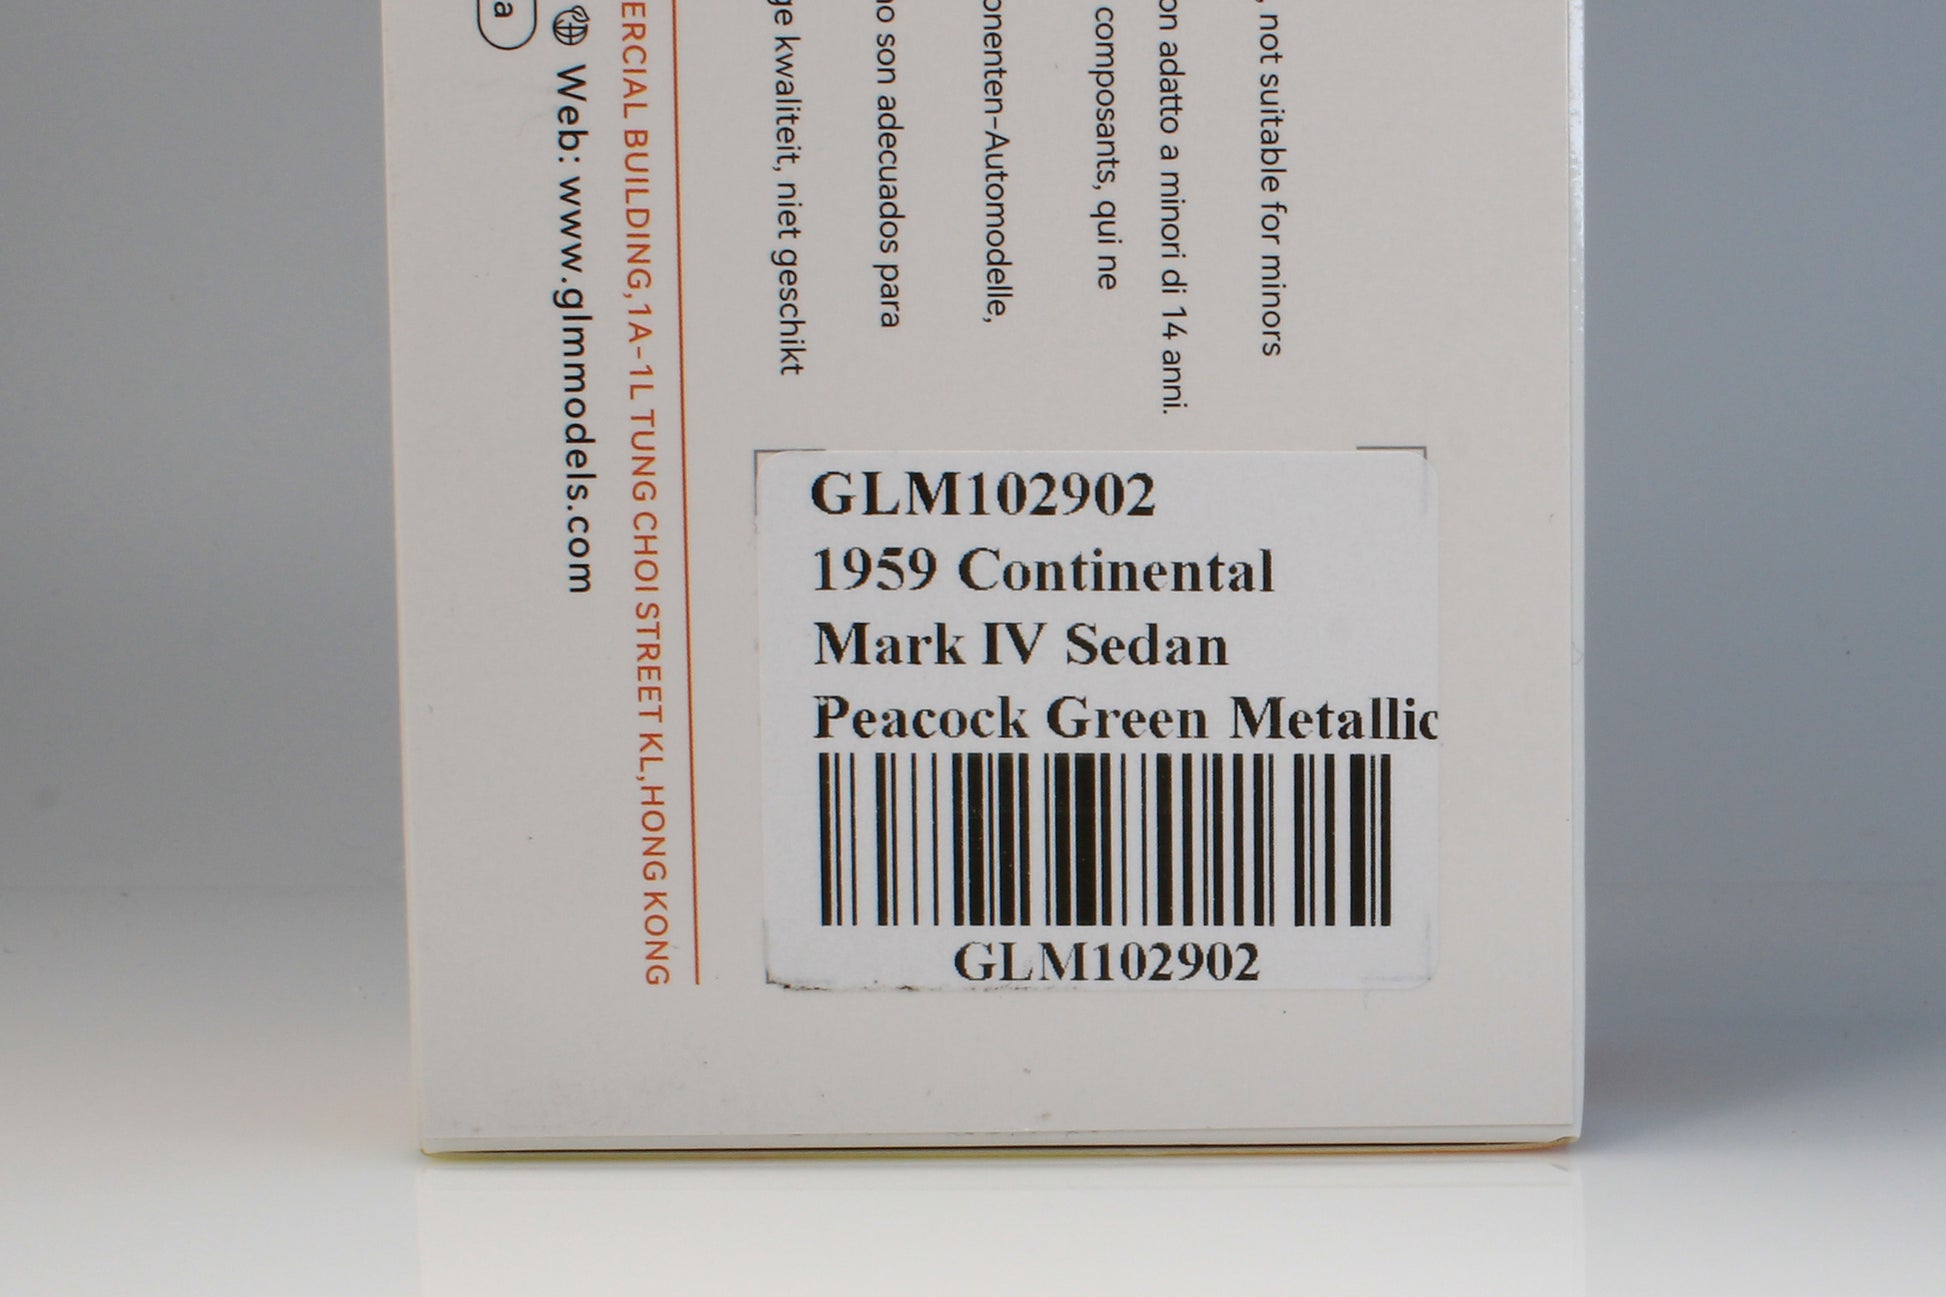 , not suitable for minors
on adatto a minori di 14 anni.
composants, qui ne
onenten-Automodelle,
no son adecuados para
ge kwaliteit, niet geschikt
ERCIAL BUILDING,1A-1L TUNG CHOI STREET KL,HONG KONG
Web: www.glmmodels.com
a
GLM102902
1959 Continental
Mark IV Sedan
Peacock Green Metallic
GLM102902